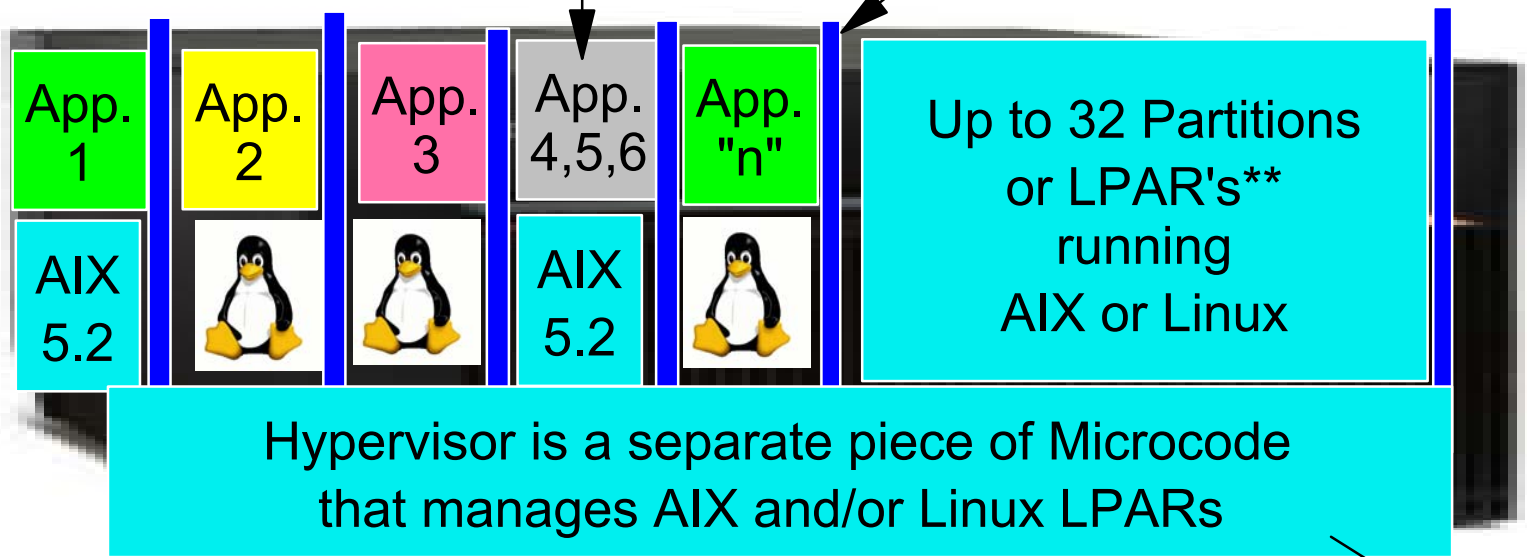 App.
1
App.
2
App.
3
App.
4,5,6
App.
"n"
AIX
5.2
AIX
5.2
Up to 32 Partitions
or LPAR's**
running
AIX or Linux
Hypervisor is a separate piece of Microcode
that manages AIX and/or Linux LPARs